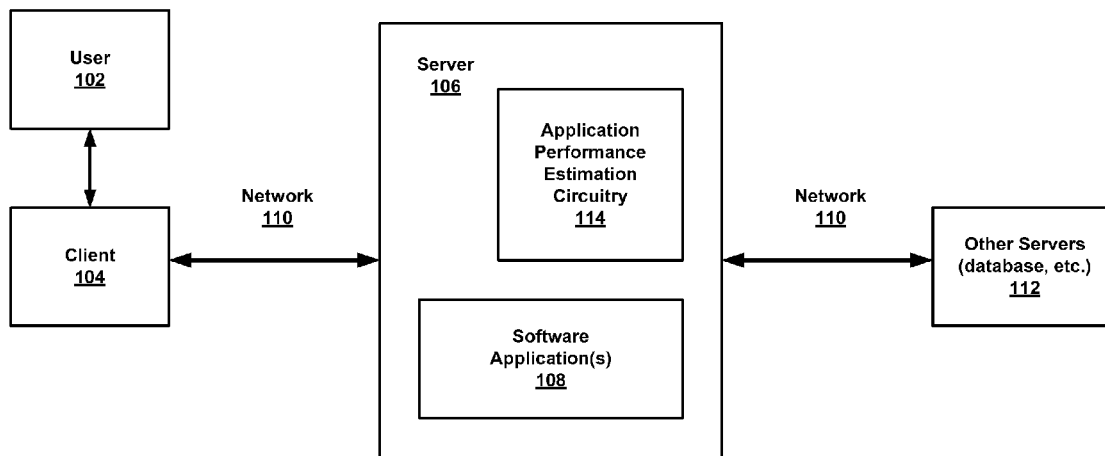 User
102
Client
104
Network
110
Server
106
Application
Performance
Estimation
Circuitry
114
Software
Application(s)
108
Network
110
Other Servers
(database, etc.)
112